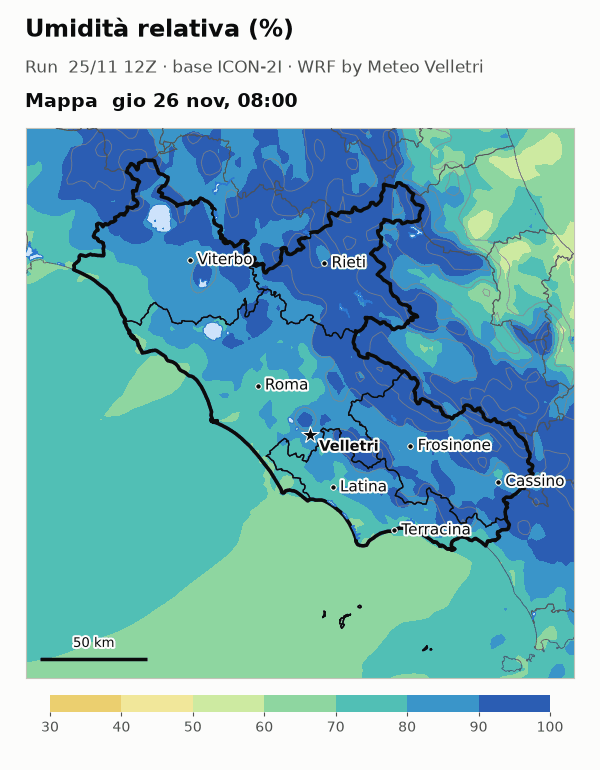 Umidità relativa (%)
Run  25/11 12Z · base ICON-2I · WRF by Meteo Velletri
Mappa  gio 26 nov, 08:00
Viterbo
Rieti
Roma
Velletri
Frosinone
Cassino
Latina
Terracina
50 km
30 40 50 60 70 80 90 100